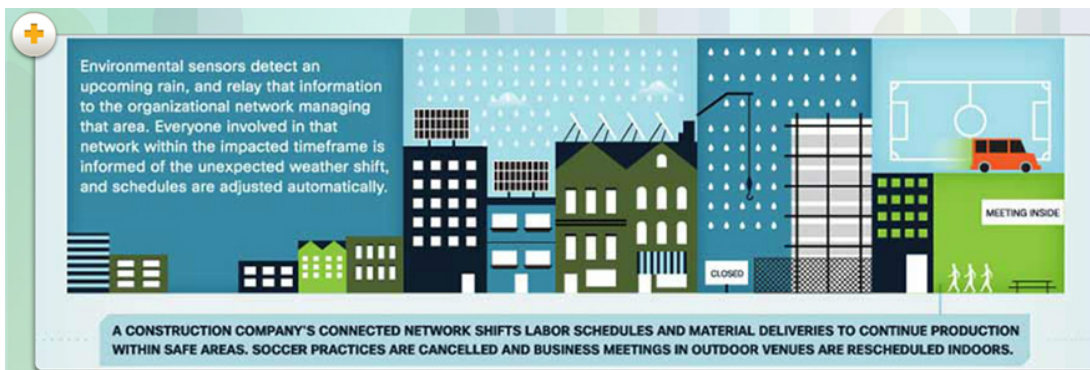 Environmental sensors detect an
upcoming rain, and relay that information
to the organizational network managing
that area. Everyone involved in that
network within the impacted timeframe is
informed of the unexpected weather shift,
and schedules are adjusted automatically.
MEETING INSIDE
CLOSED
A CONSTRUCTION COMPANY'S CONNECTED NETWORK SHIFTS LABOR SCHEDULES AND MATERIAL DELIVERIES TO CONTINUE PRODUCTION
WITHIN SAFE AREAS. SOCCER PRACTICES ARE CANCELLED AND BUSINESS MEETINGS IN OUTDOOR VENUES ARE RESCHEDULED INDOORS.